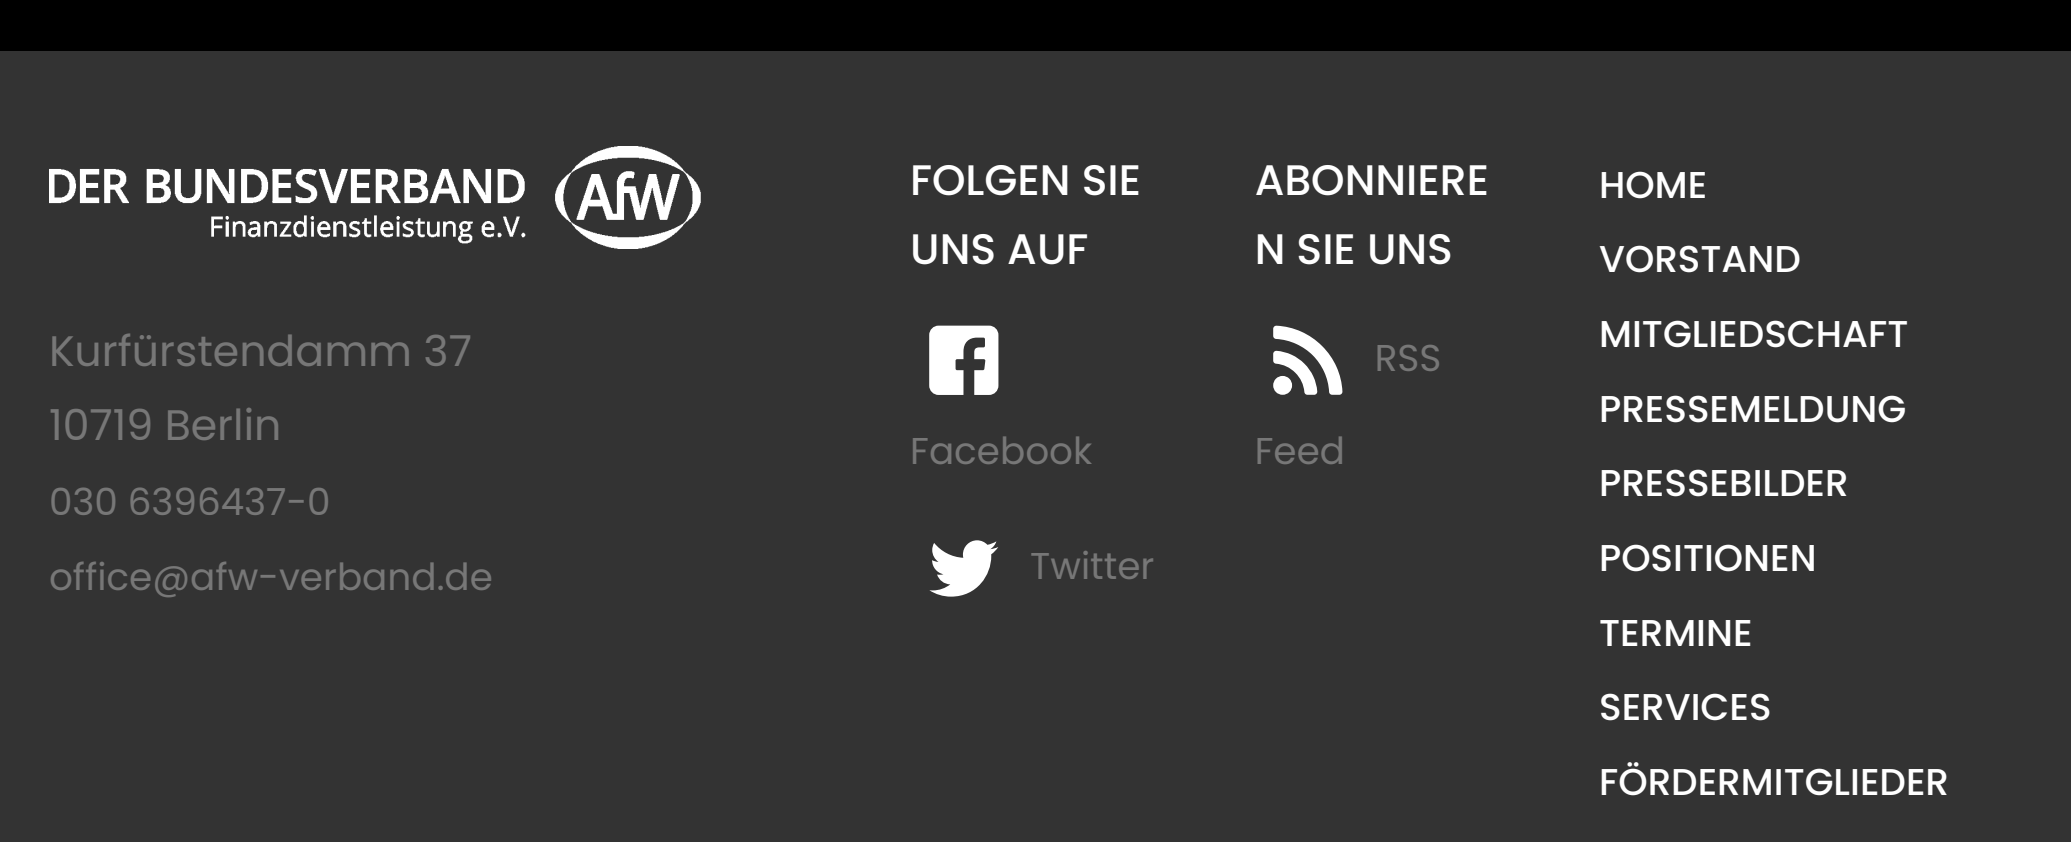 DER BUNDESVERBAND
Finanzdienstleistung e.V.
AfW
Kurfürstendamm 37
10719 Berlin
030 6396437-0
office@afw-verband.de
FOLGEN SIE
UNS AUF
Facebook
Twitter
ABONNIERE
N SIE UNS
RSS
Feed
HOME
VORSTAND
MITGLIEDSCHAFT
PRESSEMELDUNG
PRESSEBILDER
POSITIONEN
TERMINE
SERVICES
FÖRDERMITGLIEDER